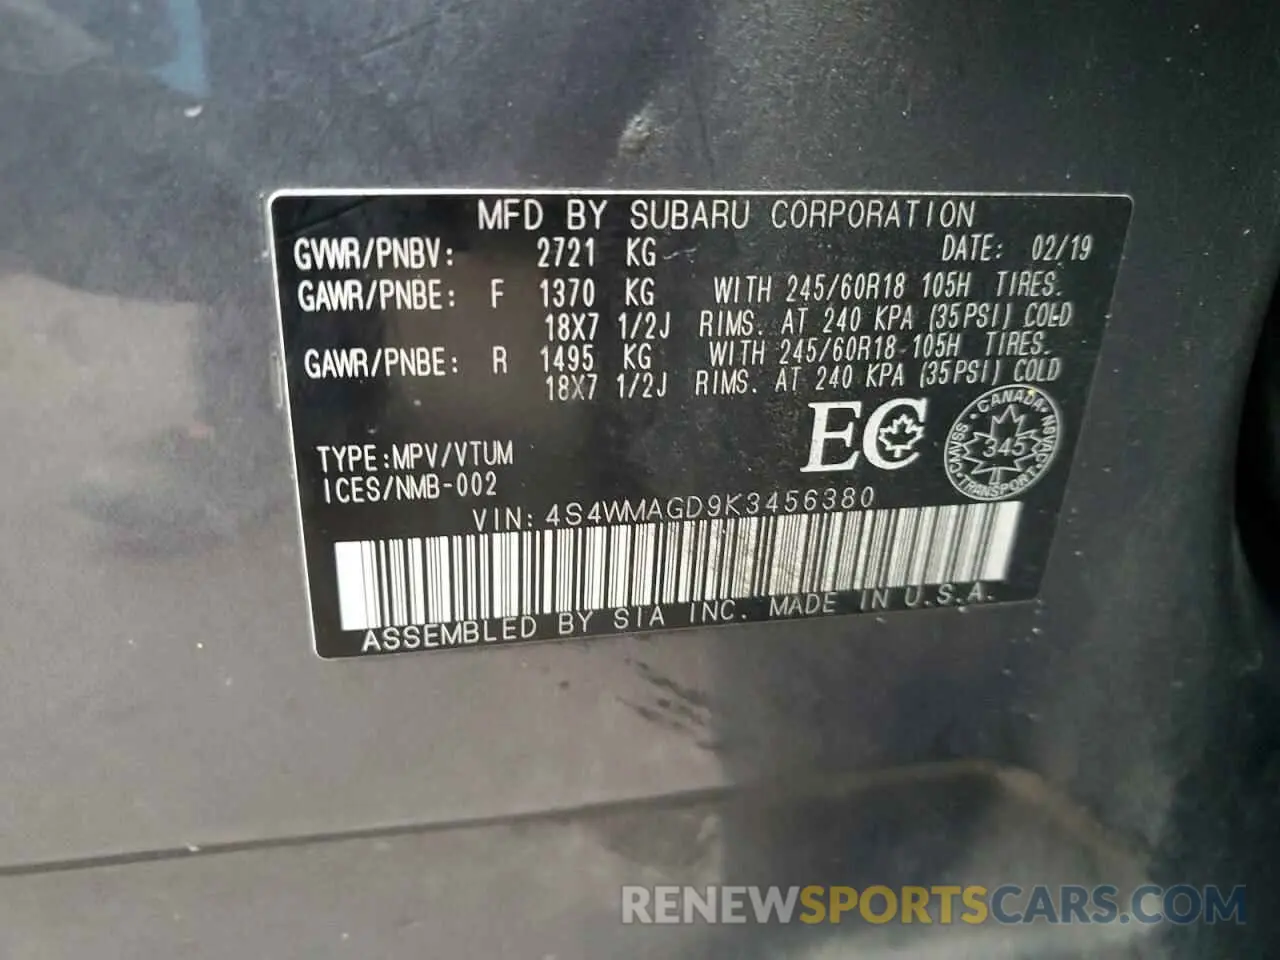 MFD BY SUBARU CORPORATION
GVWR/PNBV: 2721 KG DATE: 02/19
GAWR/PNBE: F 1370 KG WITH 245/60R18 105H TIRES.
18X7 1/2J RIMS. AT 240 KPA (35PSI) COLD
GAWR/PNBE: R 1495 KG WITH 245/60R18 105H TIRES.
18X7 1/2J RIMS. AT 240 KPA (35PSI) COLD
EC
CANADA NSVAC TRANSPORT CMVSS
345
TYPE:MPV/VTUM
ICES/NMB-002
VIN: 4S4WMAGD9K3456380
ASSEMBLED BY SIA INC. MADE IN U.S.A.
RENEWSPORTSCARS.COM